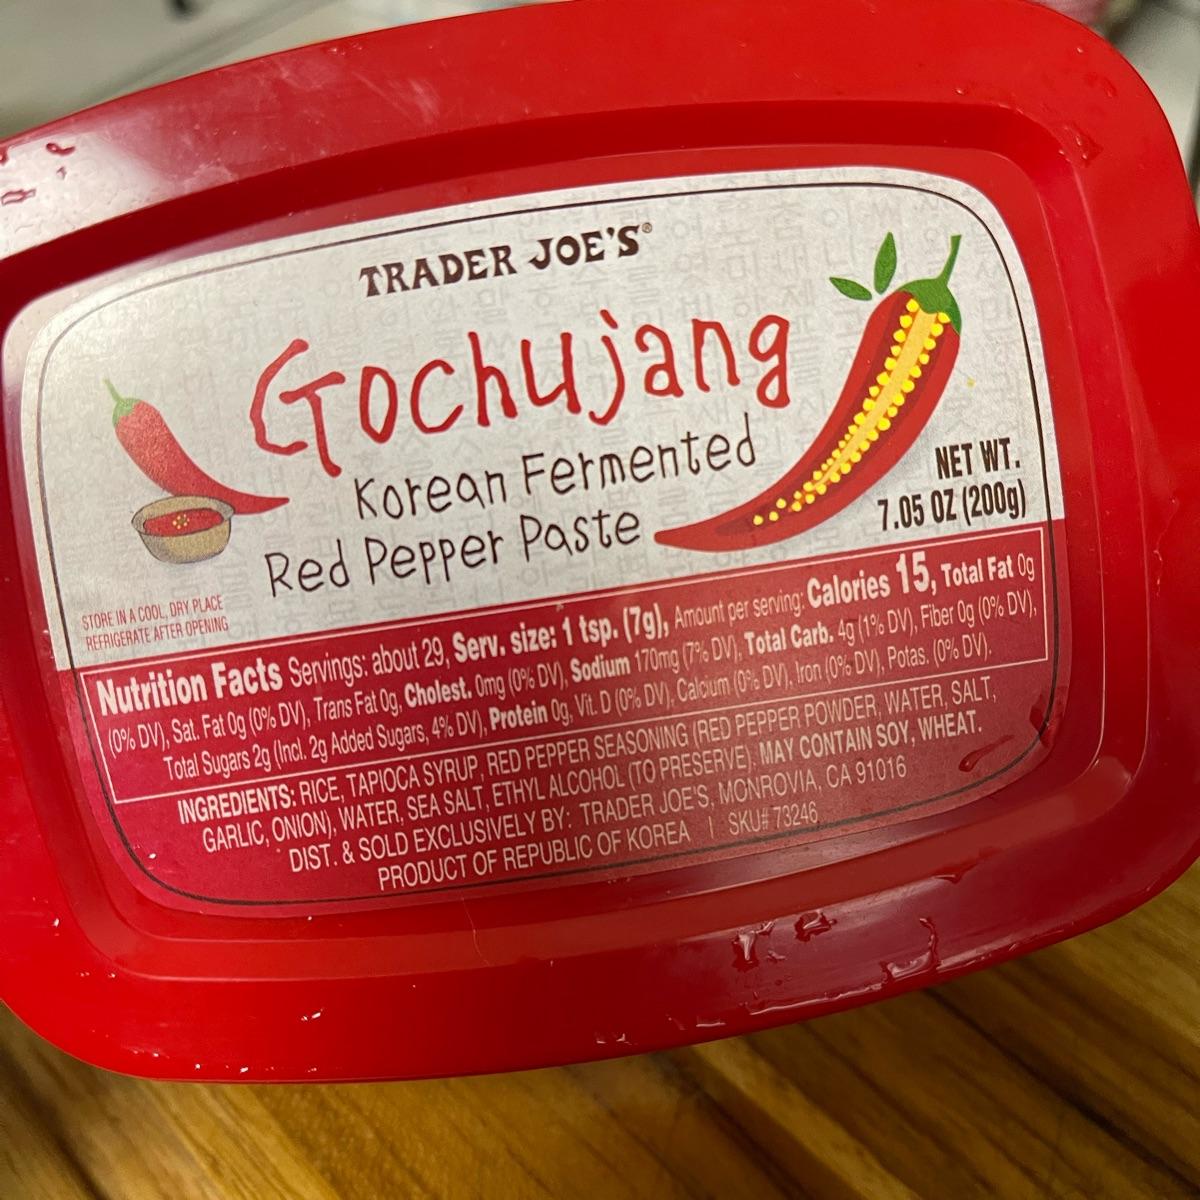 TRADER JOE'S®
Gochujang
Korean Fermented
Red Pepper Paste
NET WT.
7.05 OZ (200g)
STORE IN A COOL, DRY PLACE
REFRIGERATE AFTER OPENING
Nutrition Facts Servings: about 29, Serv. size: 1 tsp. (7g), Amount per serving: Calories 15, Total Fat 0g
(0% DV), Sat. Fat 0g (0% DV), Trans Fat 0g, Cholest. 0mg (0% DV), Sodium 170mg (7% DV), Total Carb. 4g (1% DV), Fiber 0g (0% DV),
Total Sugars 2g (Incl. 2g Added Sugars, 4% DV), Protein 0g, Vit. D (0% DV), Calcium (0% DV), Iron (0% DV), Potas. (0% DV).
INGREDIENTS: RICE, TAPIOCA SYRUP, RED PEPPER SEASONING (RED PEPPER POWDER, WATER, SALT,
GARLIC, ONION), WATER, SEA SALT, ETHYL ALCOHOL (TO PRESERVE). MAY CONTAIN SOY, WHEAT.
DIST. & SOLD EXCLUSIVELY BY: TRADER JOE'S, MONROVIA, CA 91016
PRODUCT OF REPUBLIC OF KOREA | SKU# 73246